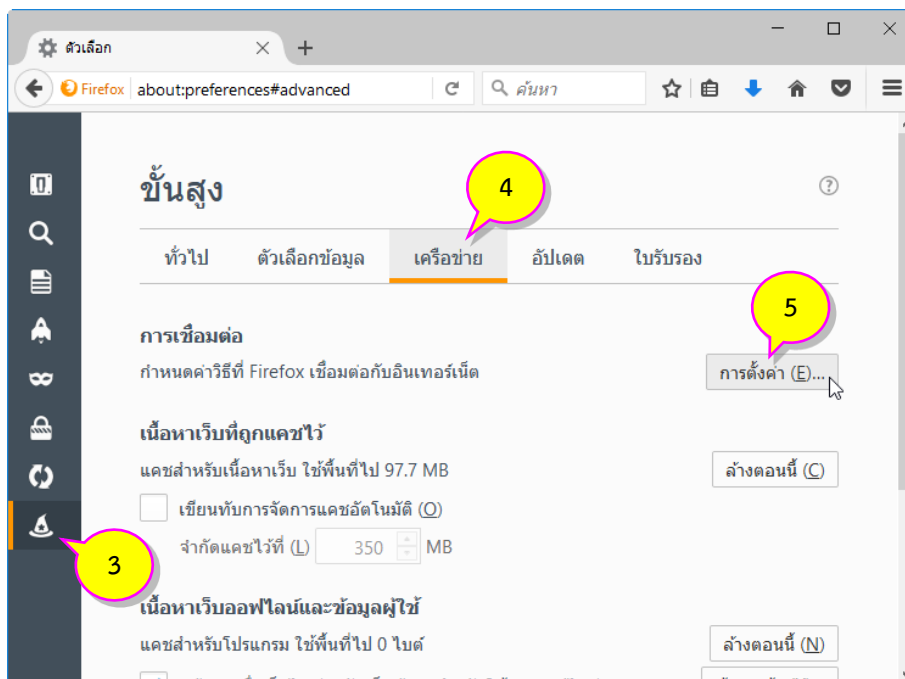 ตัวเลือก
Firefox about:preferences#advanced ค้นหา
ขั้นสูง
4
ทั่วไป ตัวเลือกข้อมูล เครือข่าย อัปเดต ใบรับรอง
5
การเชื่อมต่อ
กำหนดค่าวิธีที่ Firefox เชื่อมต่อกับอินเทอร์เน็ต การตั้งค่า (E)...
เนื้อหาเว็บที่ถูกแคชไว้
แคชสำหรับเนื้อหาเว็บ ใช้พื้นที่ไป 97.7 MB ล้างตอนนี้ (C)
เขียนทับการจัดการแคชอัตโนมัติ (O)
จำกัดแคชไว้ที่ (L) 350 MB
3
เนื้อหาเว็บออฟไลน์และข้อมูลผู้ใช้
แคชสำหรับโปรแกรม ใช้พื้นที่ไป 0 ไบต์ ล้างตอนนี้ (N)